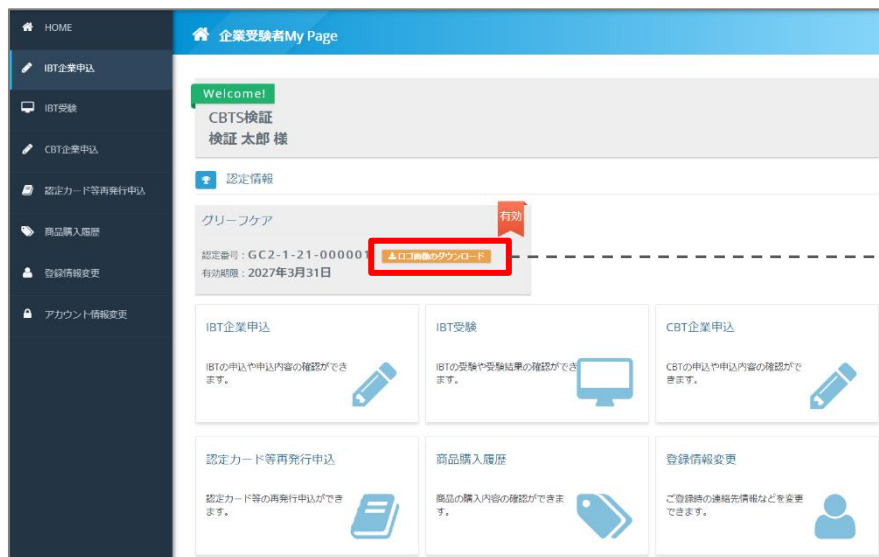 HOME
IBT企業申込
IBT受験
CBT企業申込
認定カード等再発行申込
商品購入履歴
登録情報変更
アカウント情報変更
企業受験者My Page
Welcome!
CBTS検証
検証 太郎 様
認定情報
グリーフケア
有効
認定番号 : GC2-1-21-000001
ロゴ画像のダウンロード
有効期限 : 2027年3月31日
IBT企業申込
IBTの申込や申込内容の確認ができ
ます。
IBT受験
IBTの受験や受験結果の確認ができ
ます。
CBT企業申込
CBTの申込や申込内容の確認がで
きます。
認定カード等再発行申込
認定カード等の再発行申込ができ
ます。
商品購入履歴
商品の購入内容の確認ができま
す。
登録情報変更
ご登録時の連絡先情報などを変更
できます。